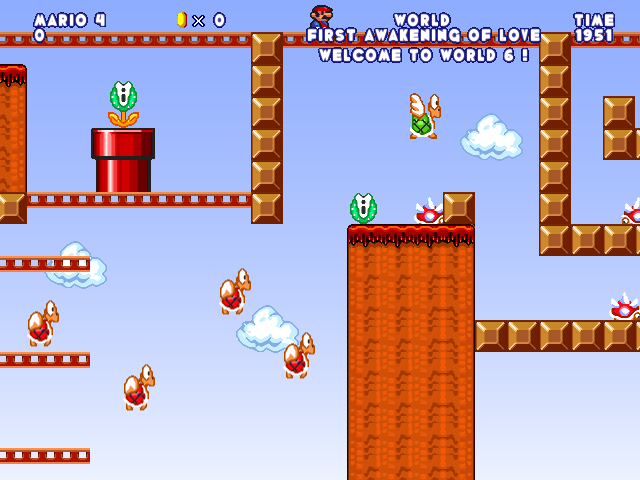 MARIO 4
0
× 0
WORLD
FIRST AWAKENING OF LOVE
WELCOME TO WORLD 6 !
TIME
1951